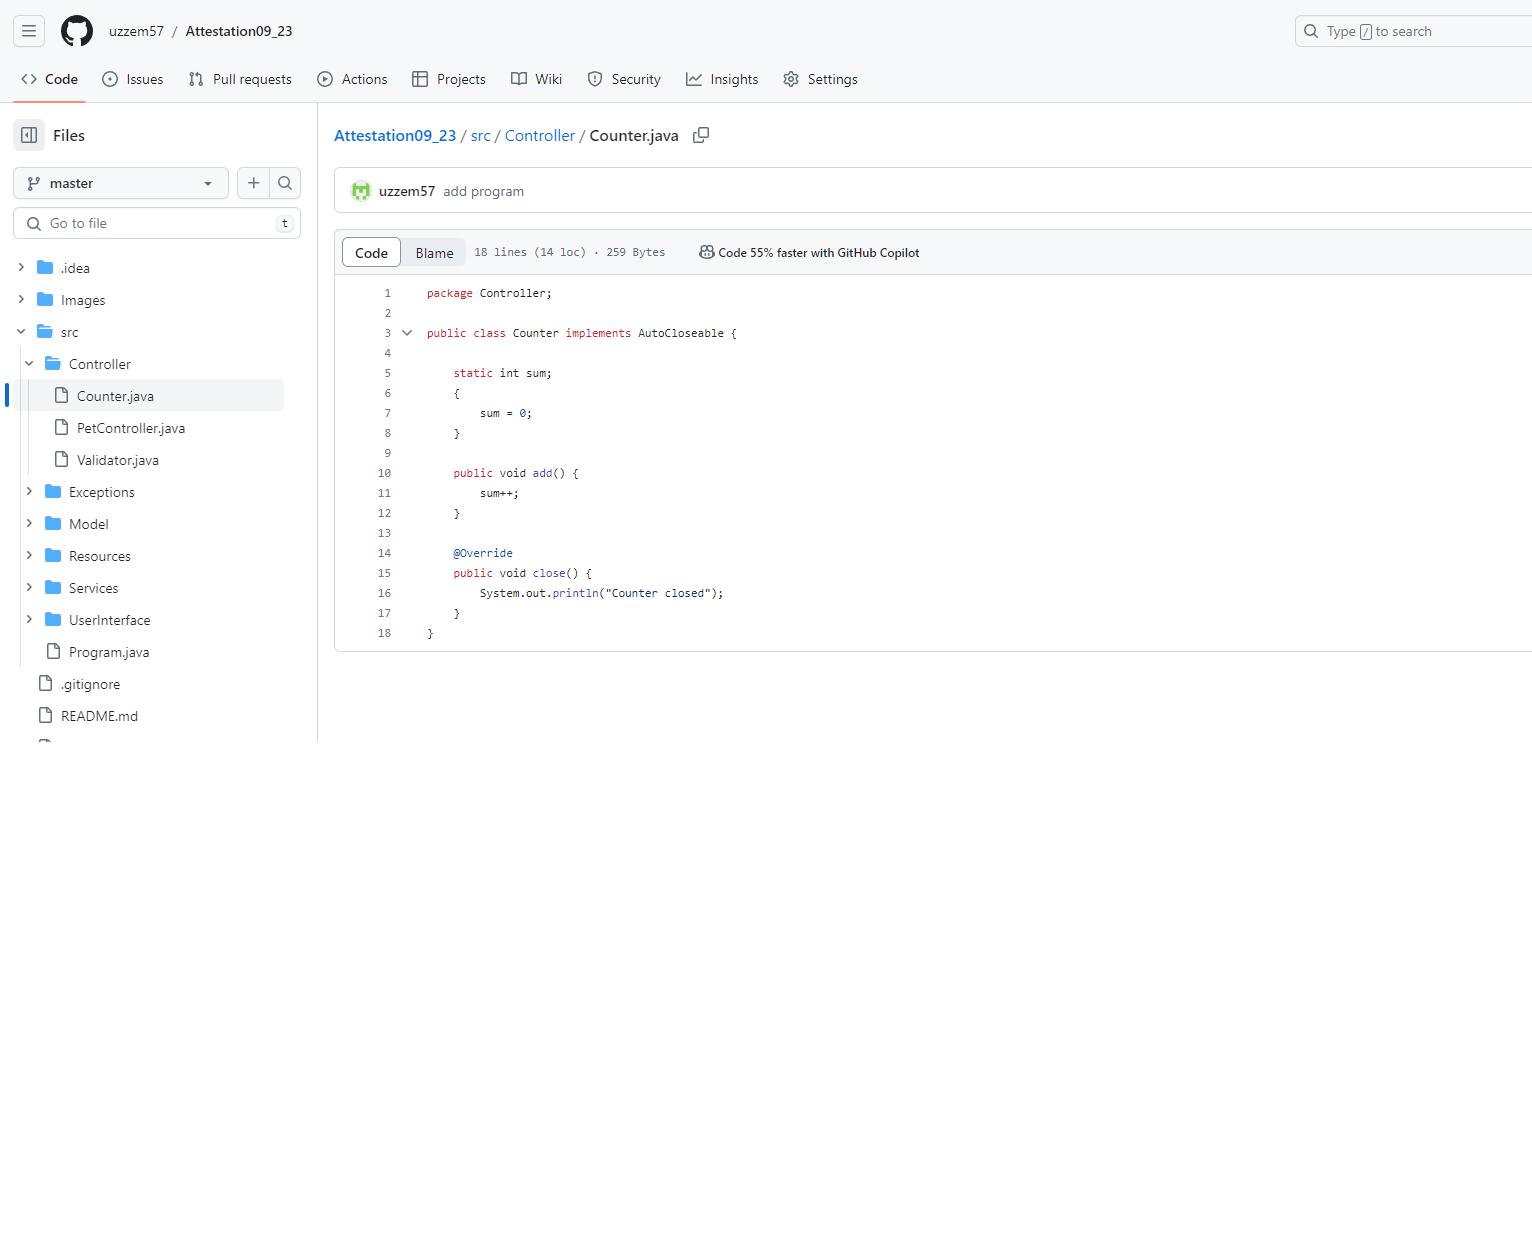 uzzem57 / Attestation09_23
Type / to search
Code Issues Pull requests Actions Projects Wiki Security Insights Settings
Files
master
Go to file t
.idea
Images
src
Controller
Counter.java
PetController.java
Validator.java
Exceptions
Model
Resources
Services
UserInterface
Program.java
.gitignore
README.md
Attestation09_23 / src / Controller / Counter.java
uzzem57 add program
Code Blame 18 lines (14 loc) · 259 Bytes Code 55% faster with GitHub Copilot
1 package Controller;
2
3 public class Counter implements AutoCloseable {
4
5 static int sum;
6 {
7 sum = 0;
8 }
9
10 public void add() {
11 sum++;
12 }
13
14 @Override
15 public void close() {
16 System.out.println("Counter closed");
17 }
18 }